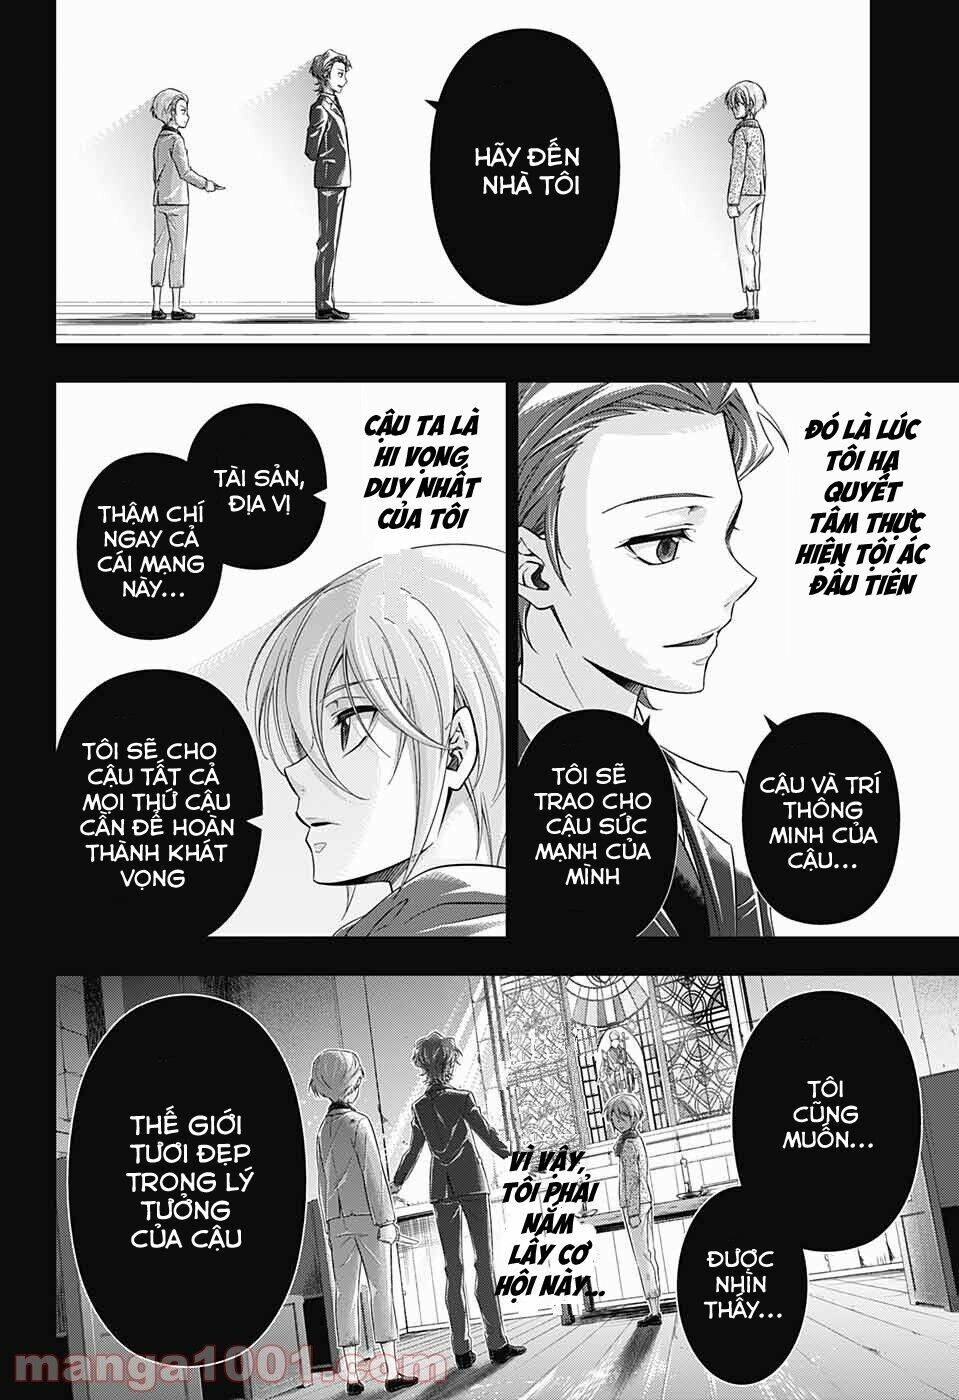 HÃY ĐẾN
NHÀ TÔI
ĐÓ LÀ LÚC
TÔI HẠ
QUYẾT
TÂM THỰC
HIỆN TỘI ÁC
ĐẦU TIÊN
CẬU VÀ TRÍ
THÔNG
MINH CỦA
CẬU...
TÔI SẼ
TRAO CHO
CẬU SỨC
MẠNH CỦA
MÌNH
CẬU TA LÀ
HI VỌNG
DUY NHẤT
CỦA TÔI
TÀI SẢN,
ĐỊA VỊ
THẬM CHÍ
NGAY CẢ
CÁI MẠNG
NÀY...
TÔI SẼ CHO
CẬU TẤT CẢ
MỌI THỨ CẬU
CẦN ĐỂ HOÀN
THÀNH KHÁT
VỌNG
TÔI
CŨNG
MUỐN...
ĐƯỢC
NHÌN
THẤY...
VÌ VẬY,
TÔI PHẢI
NẮM
LẤY CƠ
HỘI NÀY...
THẾ GIỚI
TƯƠI ĐẸP
TRONG LÝ
TƯỞNG
CỦA CẬU
manga1001.com